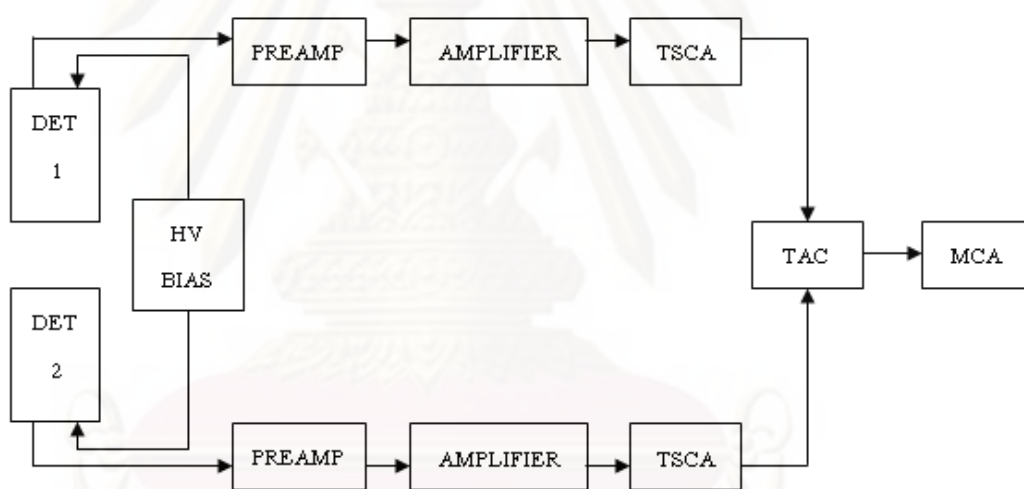 PREAMP
AMPLIFIER
TSCA
DET
1
HV
BIAS
TAC
MCA
DET
2
PREAMP
AMPLIFIER
TSCA